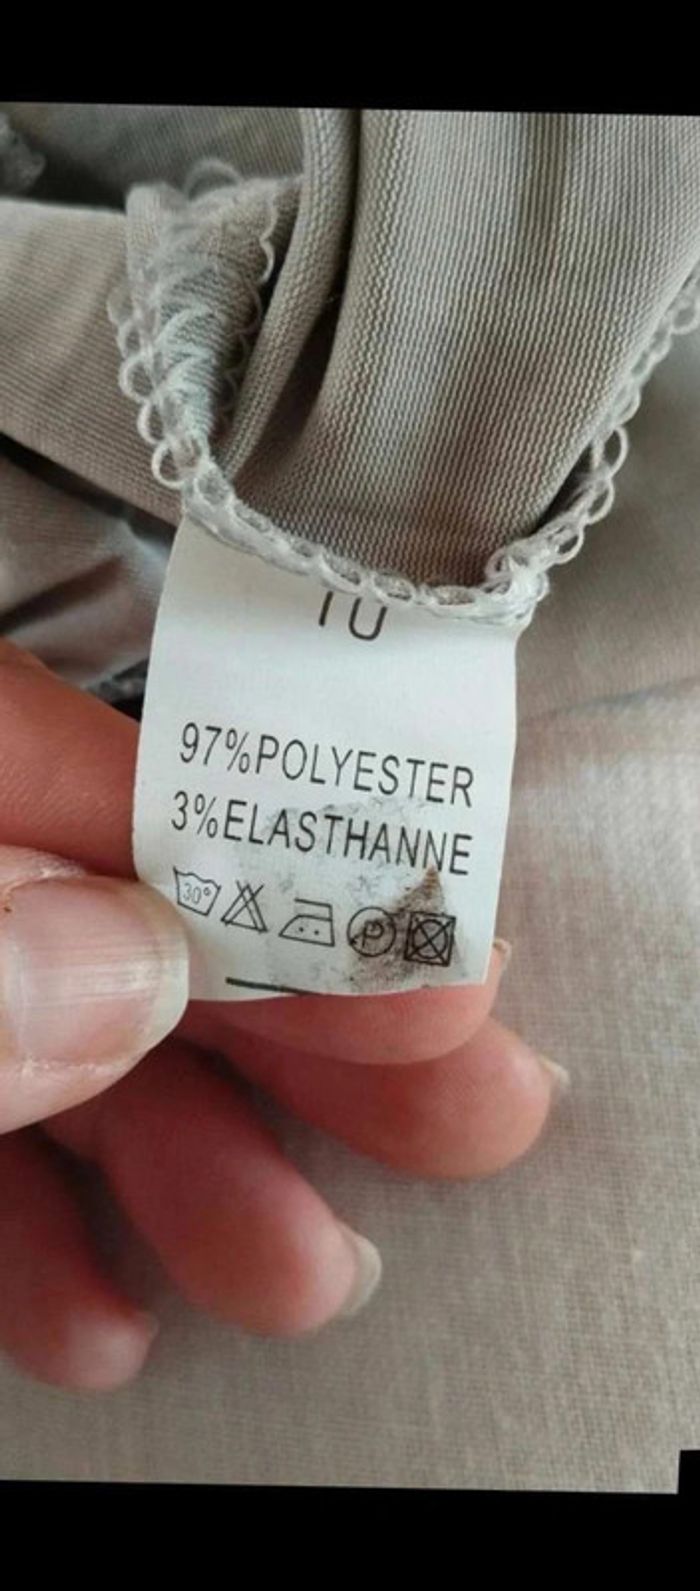 TU
97%POLYESTER
3%ELASTHANNE
30°
P